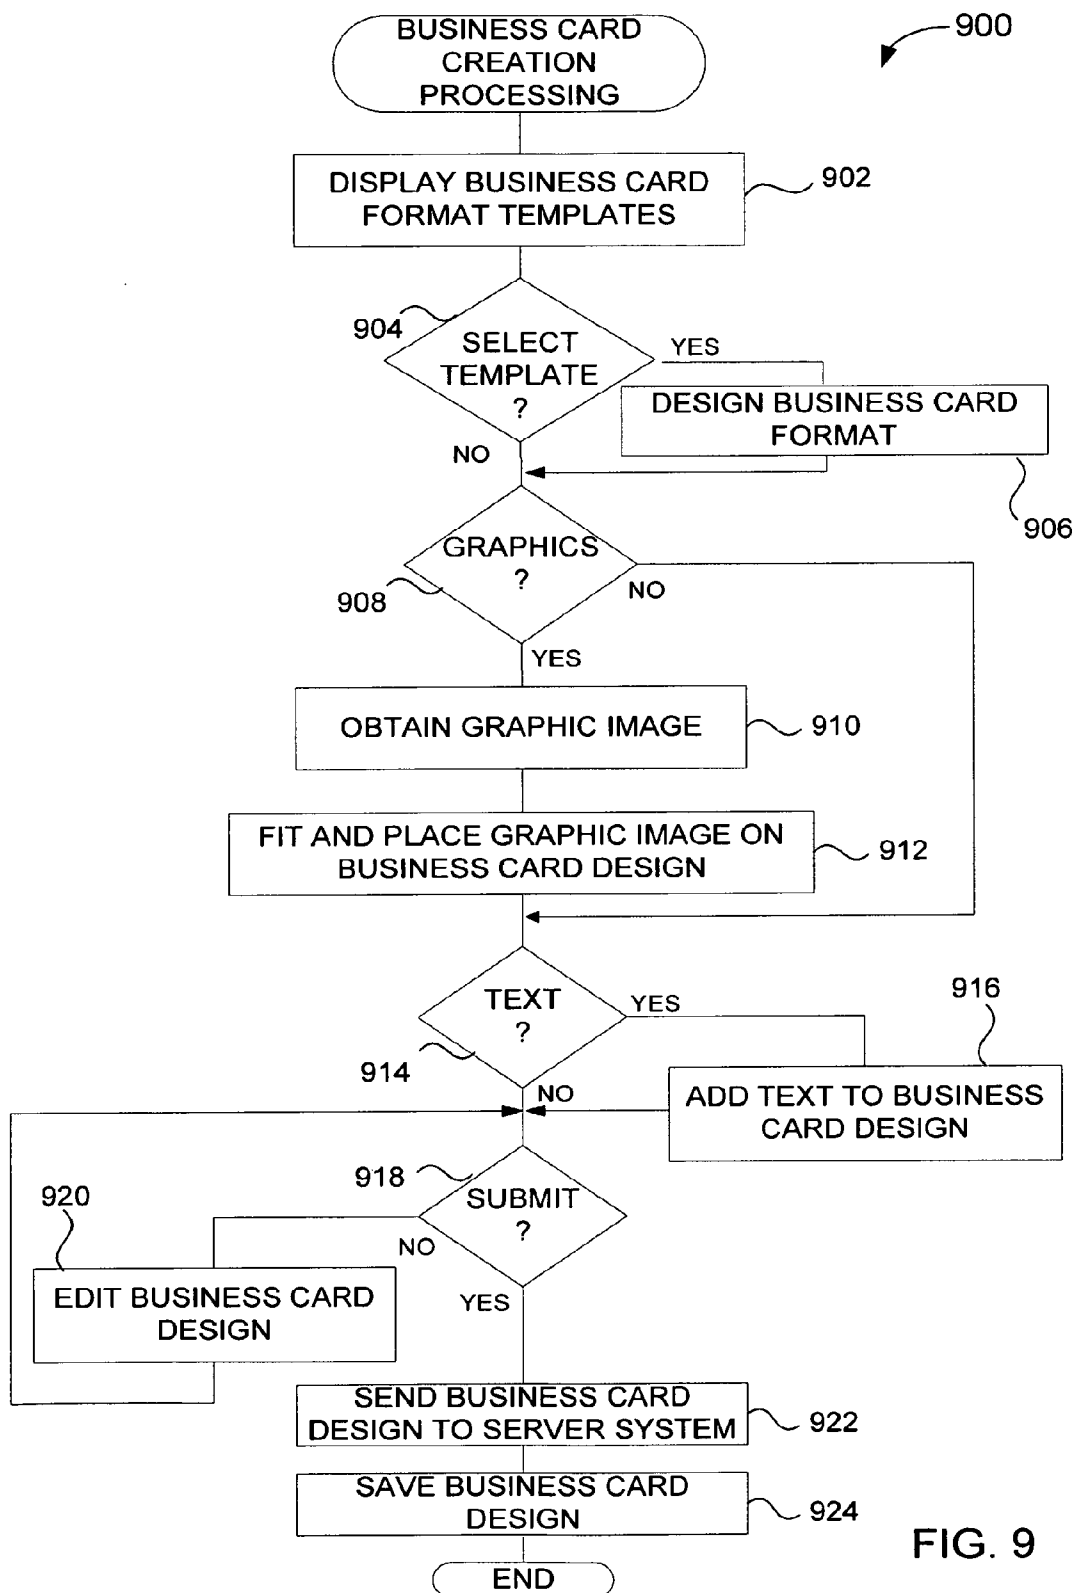 BUSINESS CARD
CREATION
PROCESSING
900
DISPLAY BUSINESS CARD
FORMAT TEMPLATES
902
904
SELECT
TEMPLATE
?
YES
NO
DESIGN BUSINESS CARD
FORMAT
906
GRAPHICS
?
908
NO
YES
OBTAIN GRAPHIC IMAGE
910
FIT AND PLACE GRAPHIC IMAGE ON
BUSINESS CARD DESIGN
912
TEXT
?
YES
914
NO
916
ADD TEXT TO BUSINESS
CARD DESIGN
918
SUBMIT
?
NO
YES
920
EDIT BUSINESS CARD
DESIGN
SEND BUSINESS CARD
DESIGN TO SERVER SYSTEM
922
SAVE BUSINESS CARD
DESIGN
924
END
FIG. 9